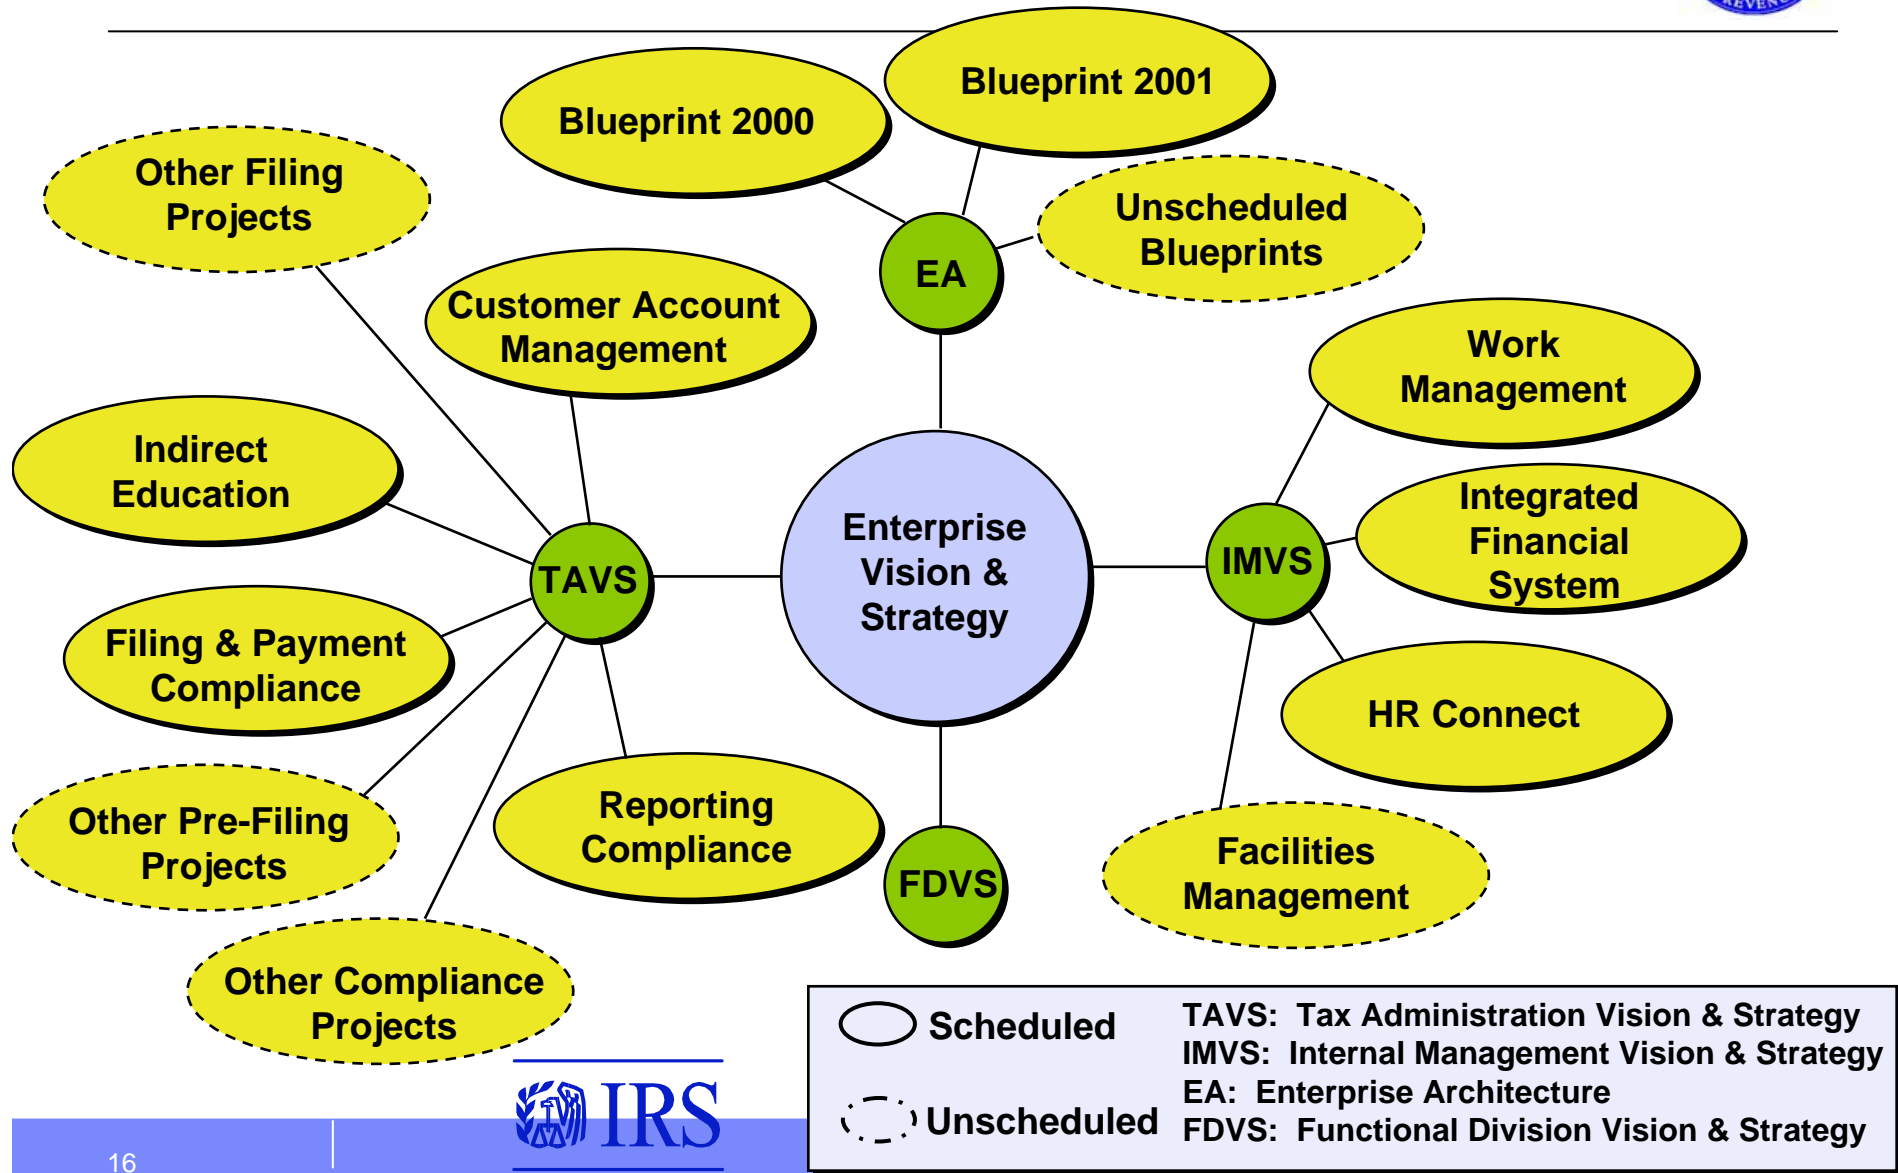 REVENU
Blueprint 2001
Blueprint 2000
Other Filing
Projects
Unscheduled
Blueprints
EA
Customer Account
Management
Work
Management
Indirect
Education
Integrated
Financial
System
Enterprise
Vision &
Strategy
TAVS
IMVS
Filing & Payment
Compliance
HR Connect
Other Pre-Filing
Projects
Reporting
Compliance
FDVS
Facilities
Management
Other Compliance
Projects
Scheduled
Unscheduled
TAVS: Tax Administration Vision & Strategy
IMVS: Internal Management Vision & Strategy
EA: Enterprise Architecture
FDVS: Functional Division Vision & Strategy
IRS
16